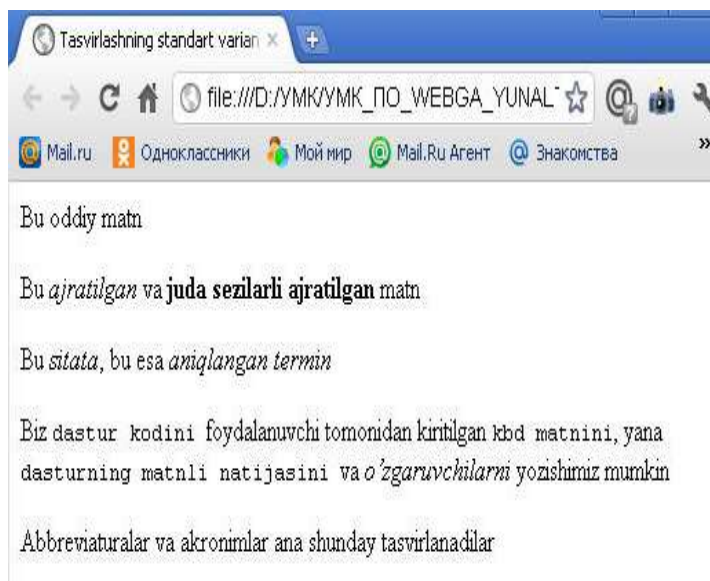 Tasvirlashning standart varian
file:///D:/УМК/УМК_ПО_WEBGA_YUNAL
Mail.ru Одноклассники Мой мир Mail.Ru Агент Знакомства »
Bu oddiy matn
Bu ajratilgan va juda sezilarli ajratilgan matn
Bu sitata, bu esa aniqlangan termin
Biz dastur kodini foydalanuvchi tomonidan kiritilgan kbd matnini, yana
dasturning matnli natijasini va o’zgaruvchilarni yozishimiz mumkin
Abbreviaturalar va akronimlar ana shunday tasvirlanadilar